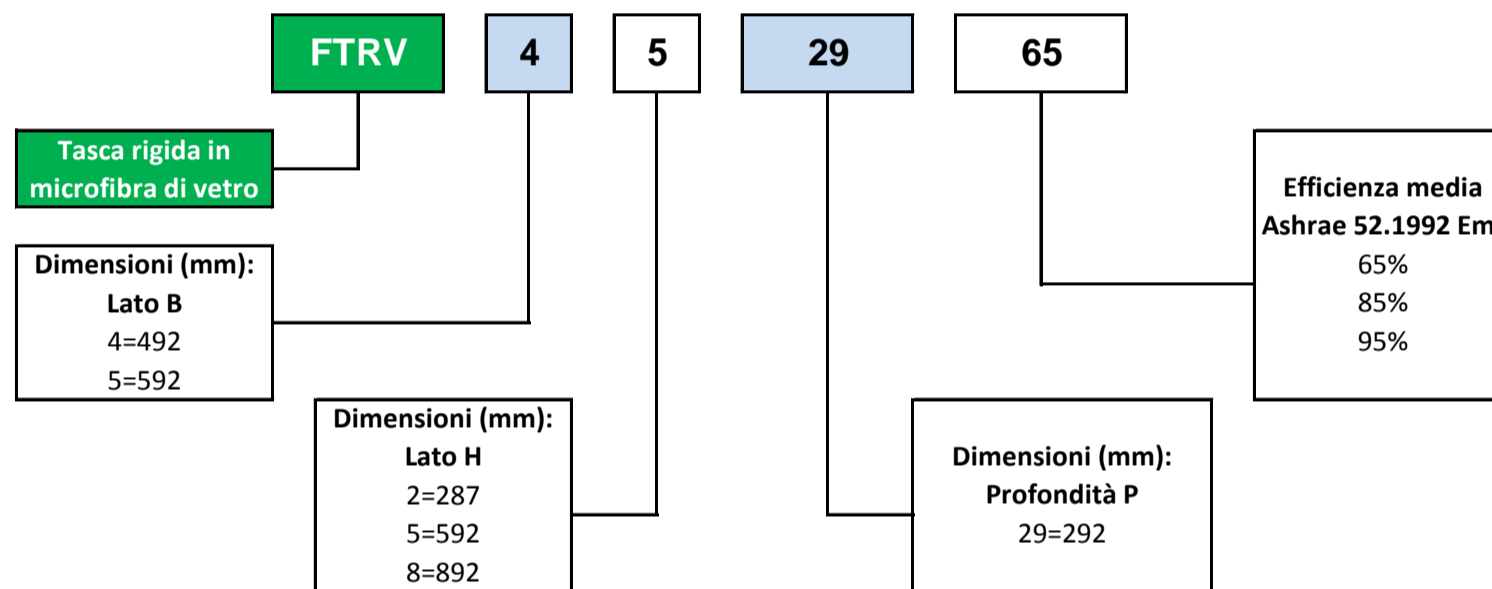 FTRV 4 5 29 65
Tasca rigida in
microfibra di vetro
Dimensioni (mm):
Lato B
4=492
5=592
Dimensioni (mm):
Lato H
2=287
5=592
8=892
Dimensioni (mm):
Profondità P
29=292
Efficienza media
Ashrae 52.1992 Em
65%
85%
95%